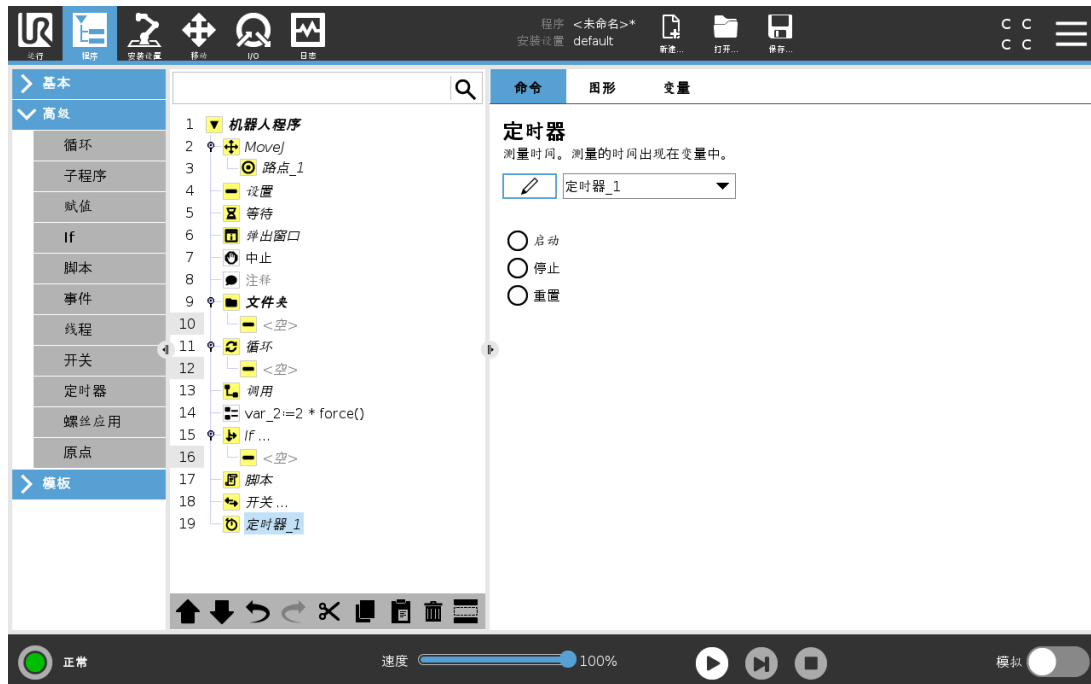 UR
运行 程序 安装设置 移动 I/O 日志
程序 <未命名>*
安装设置 default
新建... 打开... 保存...
C C
C C
基本
高级
循环
子程序
赋值
If
脚本
事件
线程
开关
定时器
螺丝应用
原点
模板
1 机器人程序
2 MoveJ
3 路点_1
4 设置
5 等待
6 弹出窗口
7 中止
8 注释
9 文件夹
10 <空>
11 循环
12 <空>
13 调用
14 var_2:=2 * force()
15 If ...
16 <空>
17 脚本
18 开关 ...
19 定时器_1
命令 图形 变量
定时器
测量时间。测量的时间出现在变量中。
定时器_1
启动
停止
重置
正常
速度 100%
模拟